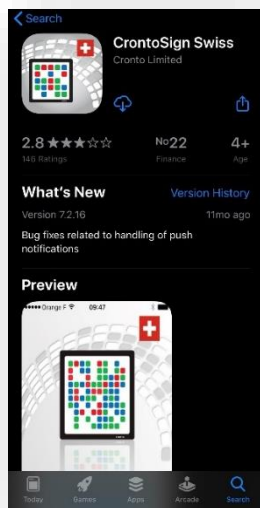 Search
CrontoSign Swiss
Cronto Limited
2.8 No22 4+
146 Ratings Finance Age
What's New Version History
Version 7.2.16 11mo ago
Bug fixes related to handling of push
notifications
Preview
Orange F 09:47
Today Games Apps Arcade Search